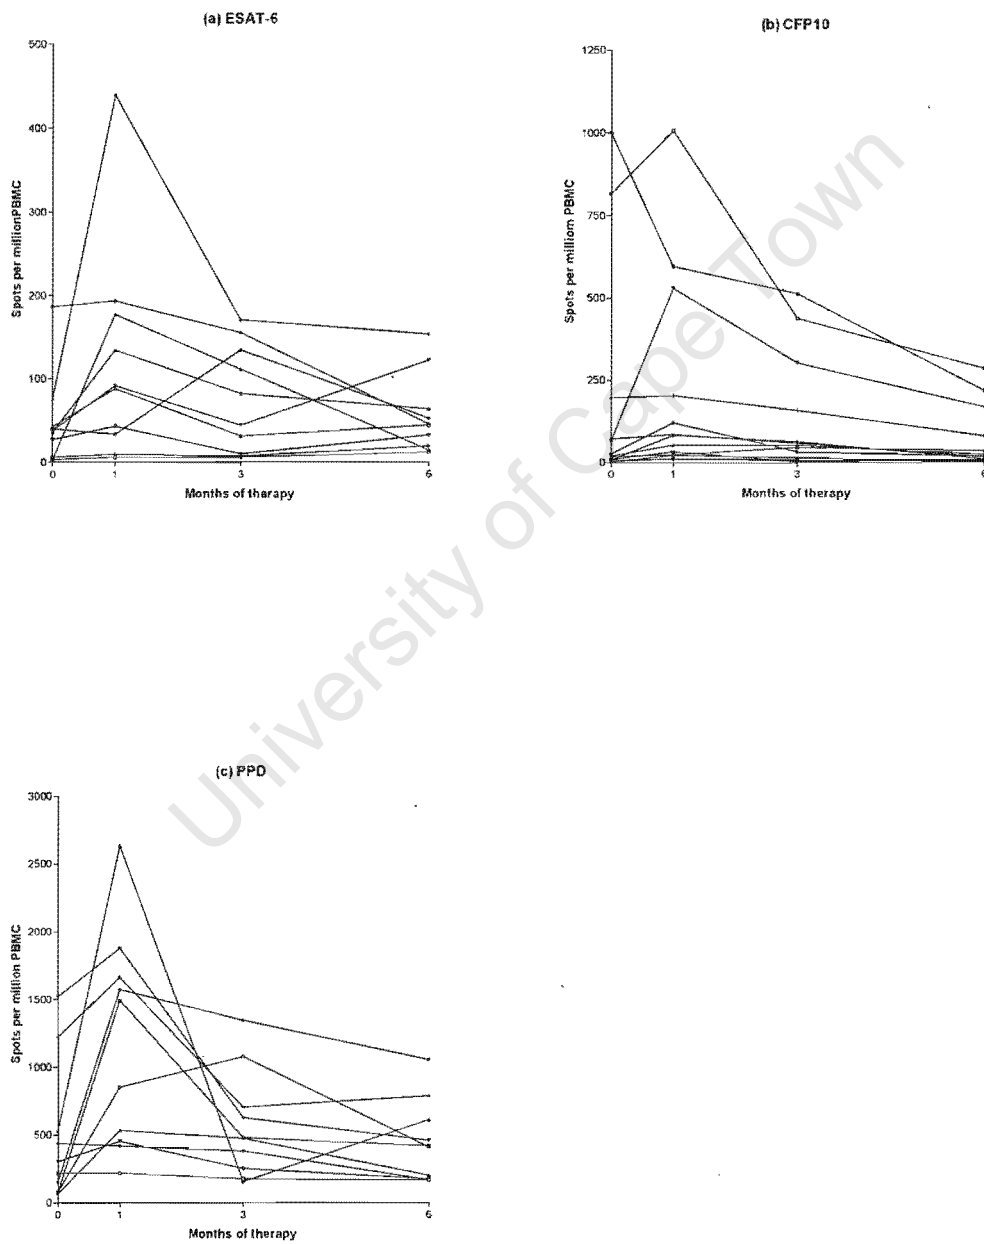 (a) ESAT-6
500
400
300
200
100
0
Spots per millionPBMC
0 1 3 6
Months of therapy
(b) CFP10
1250
1000
750
500
250
0
Spots per milliom PBMC
0 1 3 6
Months of therapy
University of Cape Town
(c) PPD
3000
2500
2000
1500
1000
500
0
Spots per million PBMC
0 1 3 6
Months of therapy